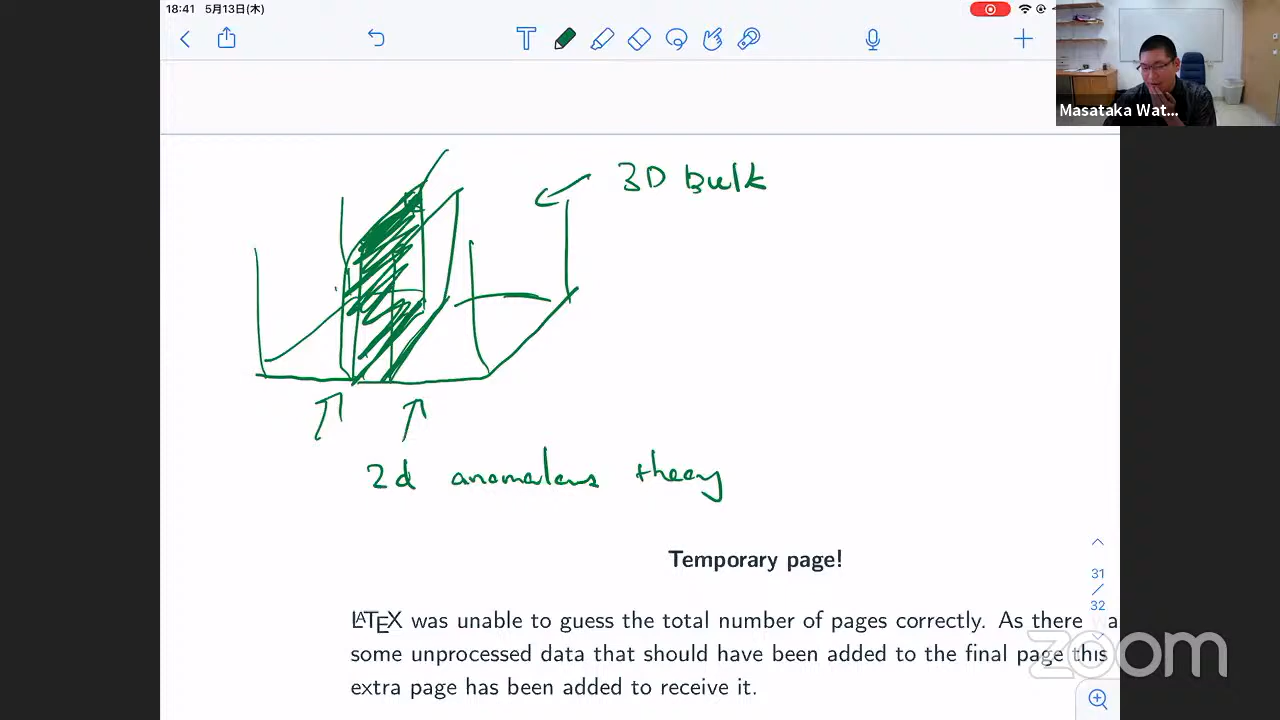 18:41 5月13日(木)
Masataka Wat...
3D bulk
2d anomalous theory
Temporary page!
LATEX was unable to guess the total number of pages correctly. As there wa
some unprocessed data that should have been added to the final page this
extra page has been added to receive it.
31
32
zoom